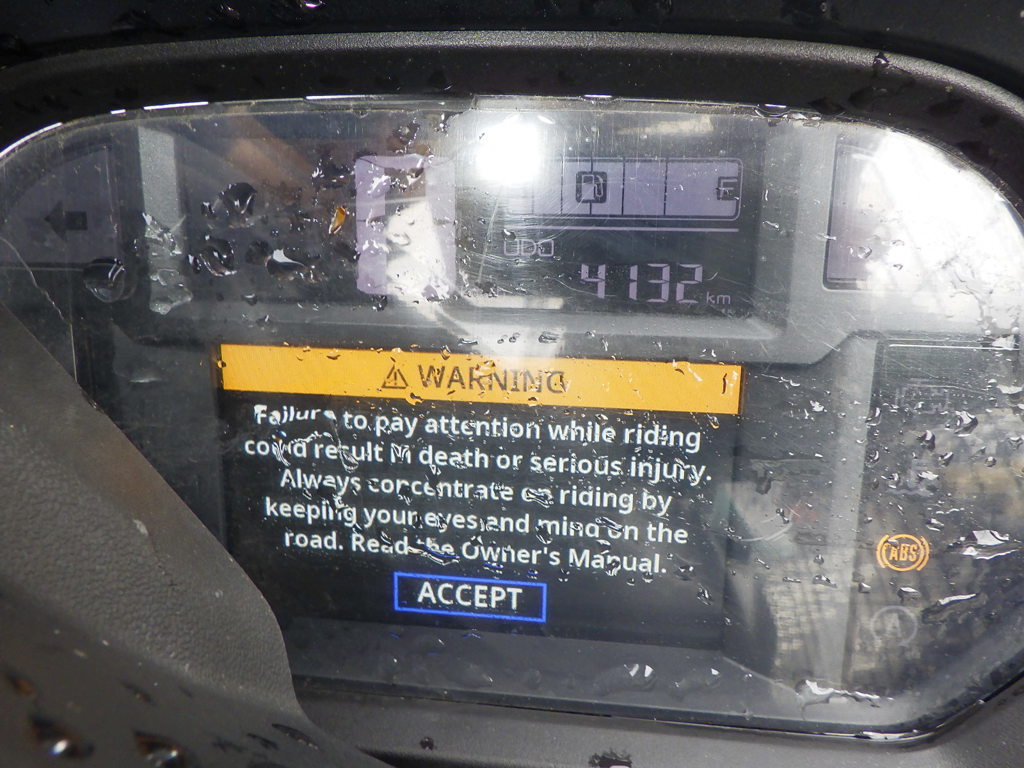 E
ODO
4132 km
WARNING
Failure to pay attention while riding
could result in death or serious injury.
Always concentrate on riding by
keeping your eyes and mind on the
road. Read the Owner's Manual.
ACCEPT
ABS
A